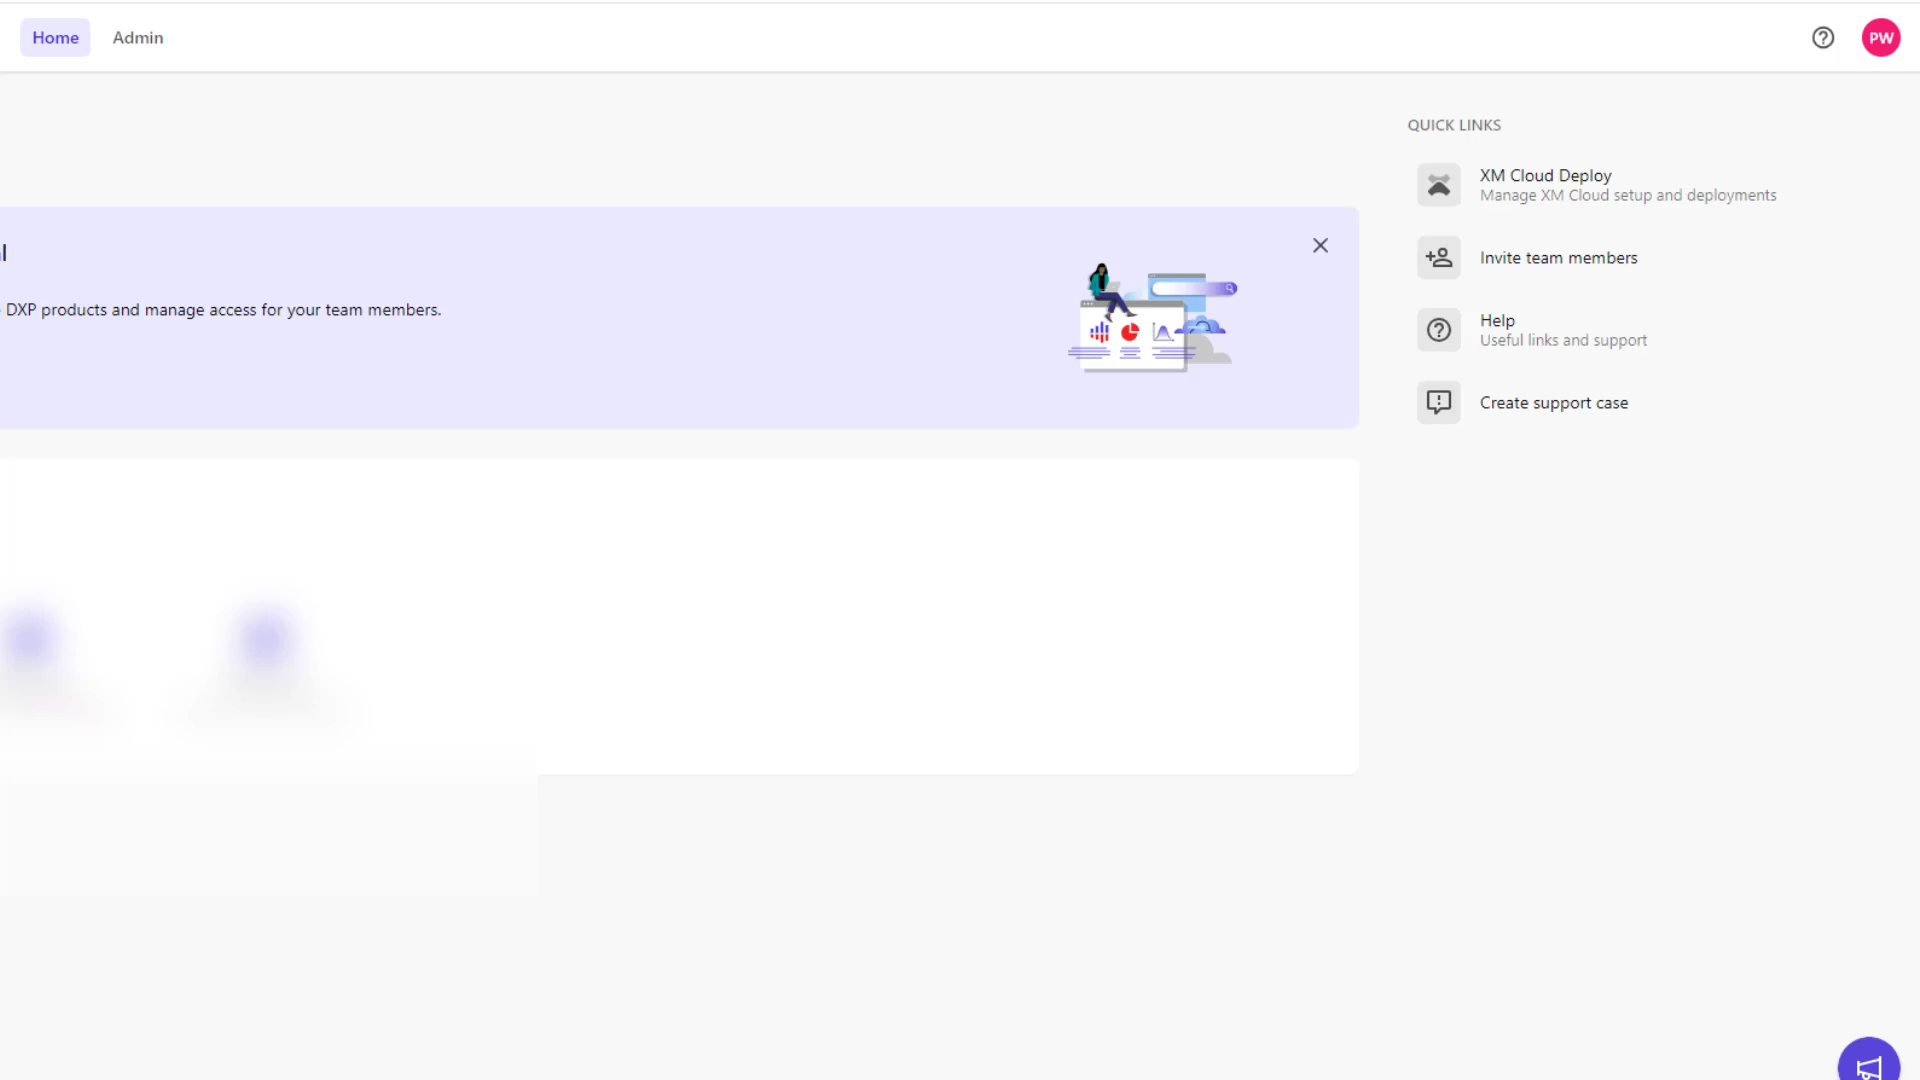 Home Admin
PW
QUICK LINKS
XM Cloud Deploy
Manage XM Cloud setup and deployments
DXP products and manage access for your team members.
Invite team members
Help
Useful links and support
Create support case